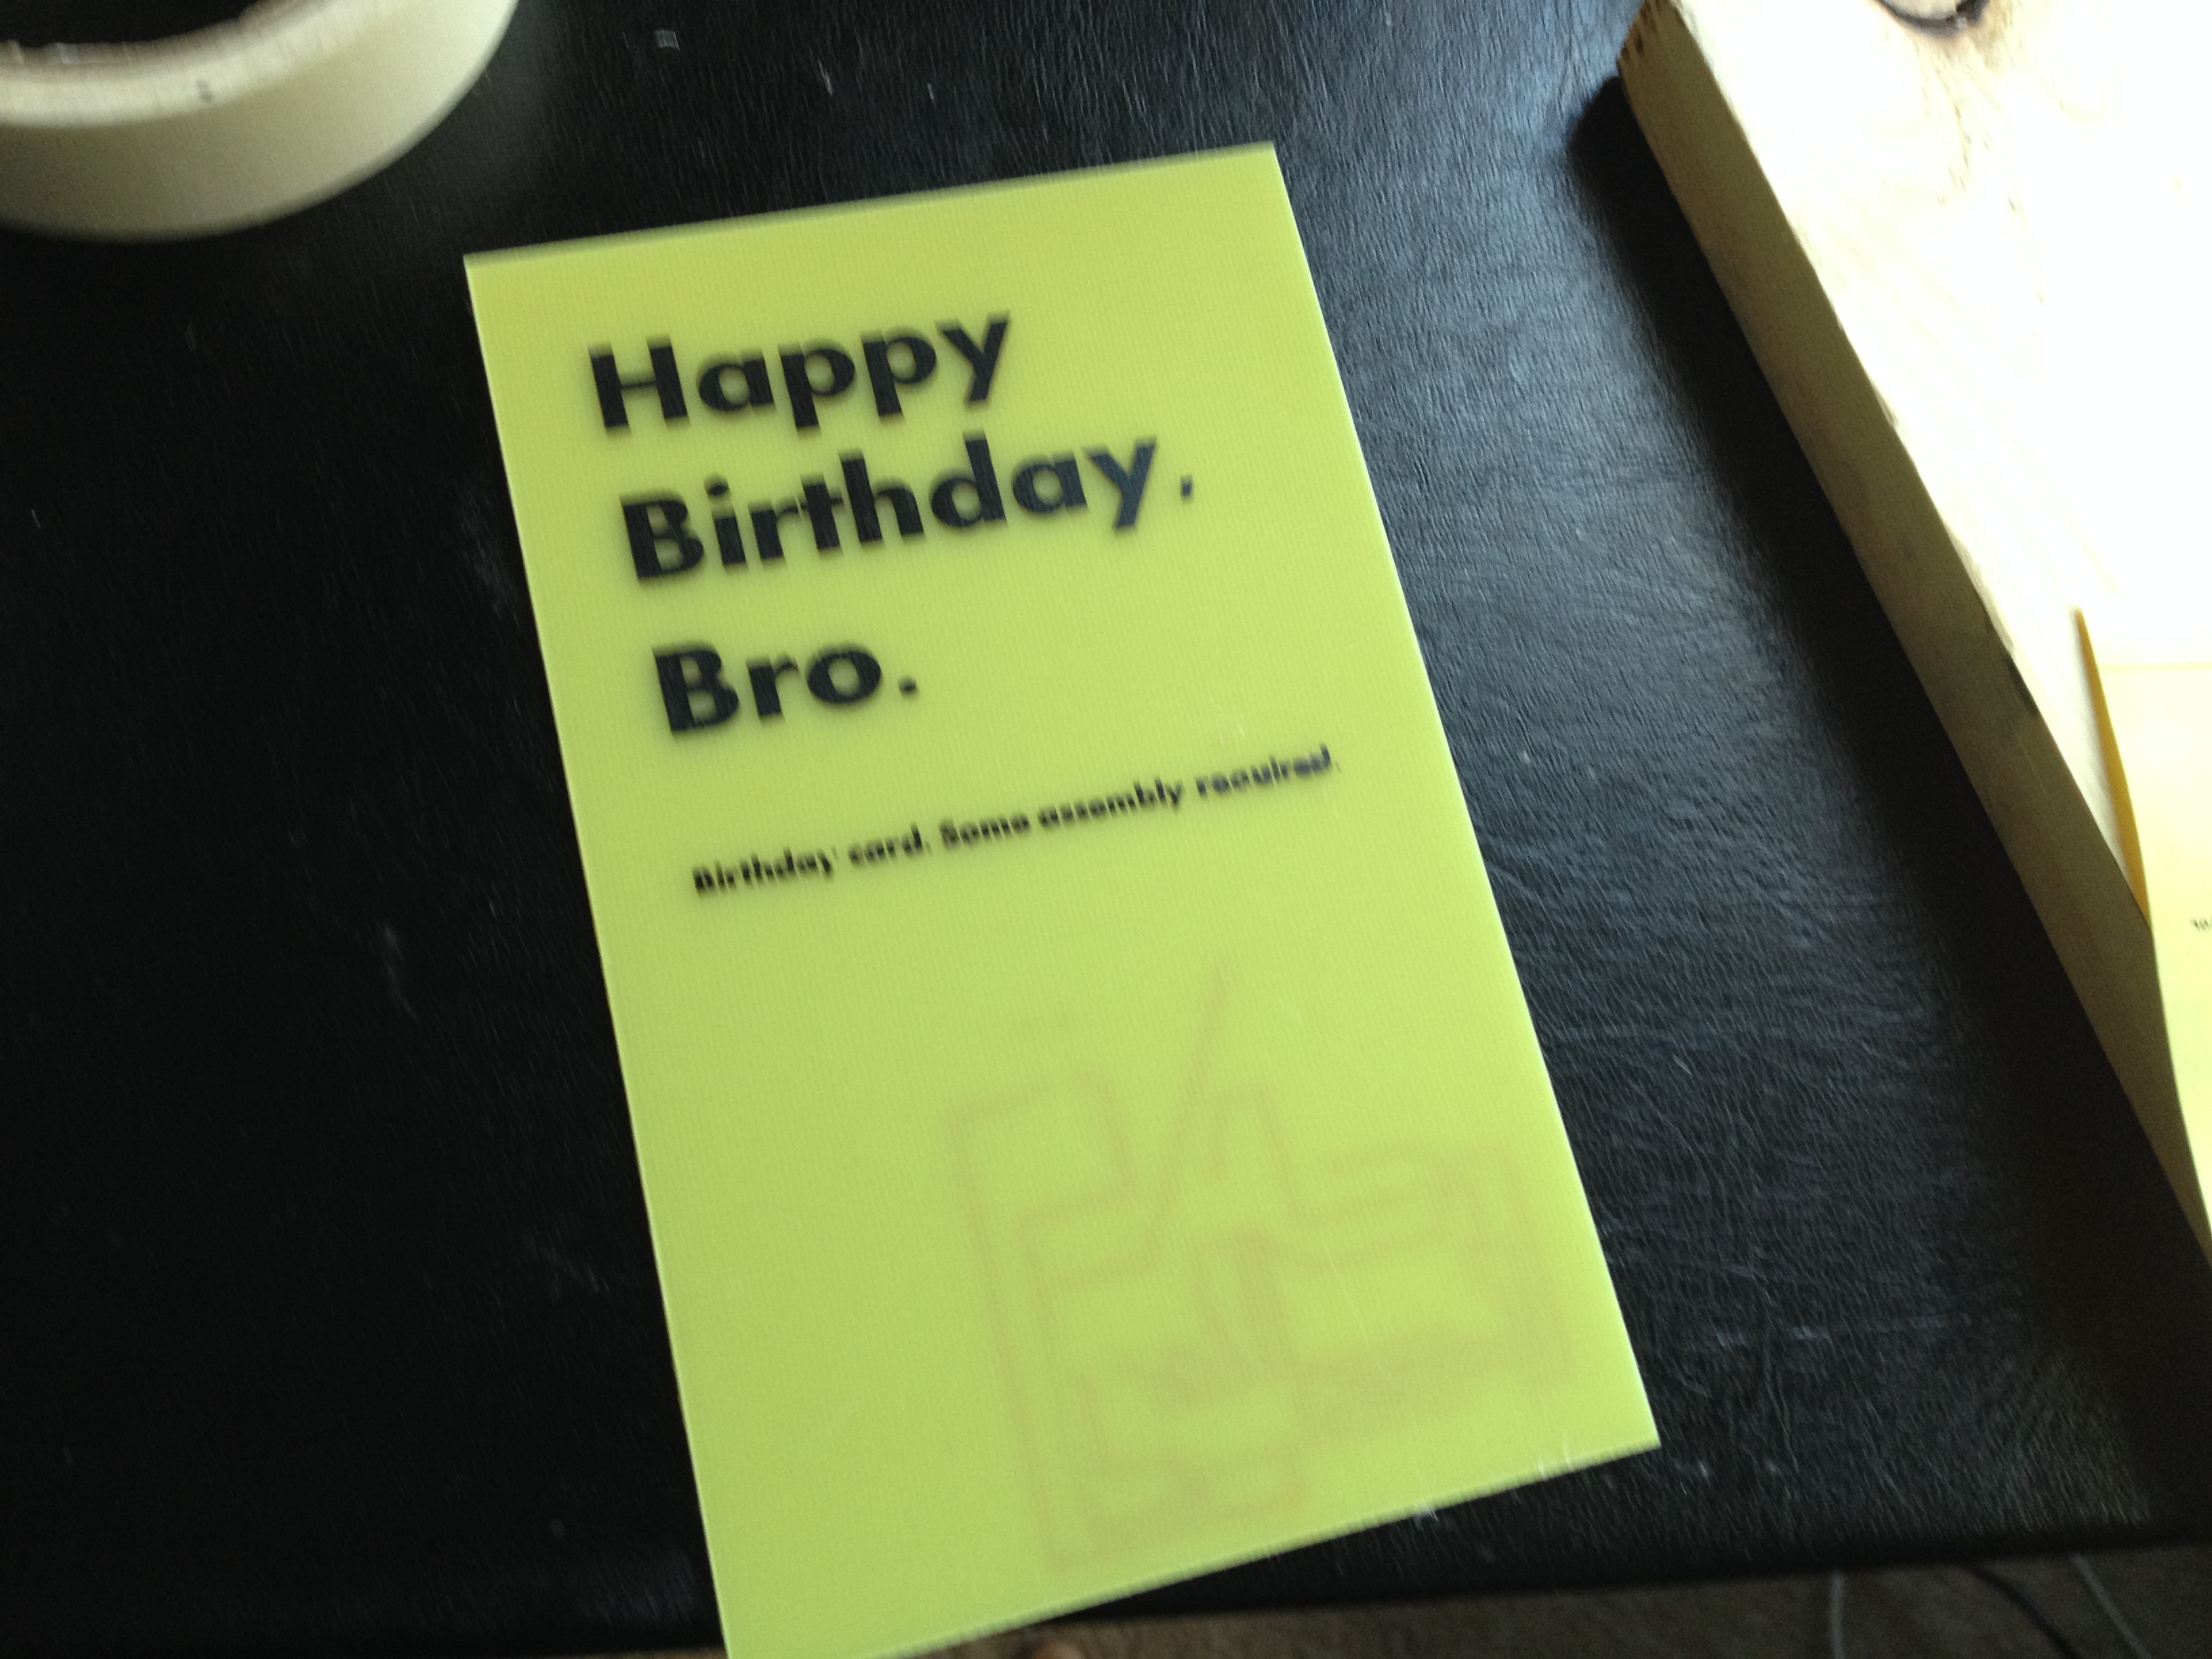 Happy
Birthday,
Bro.
Birthday card. Some assembly required.